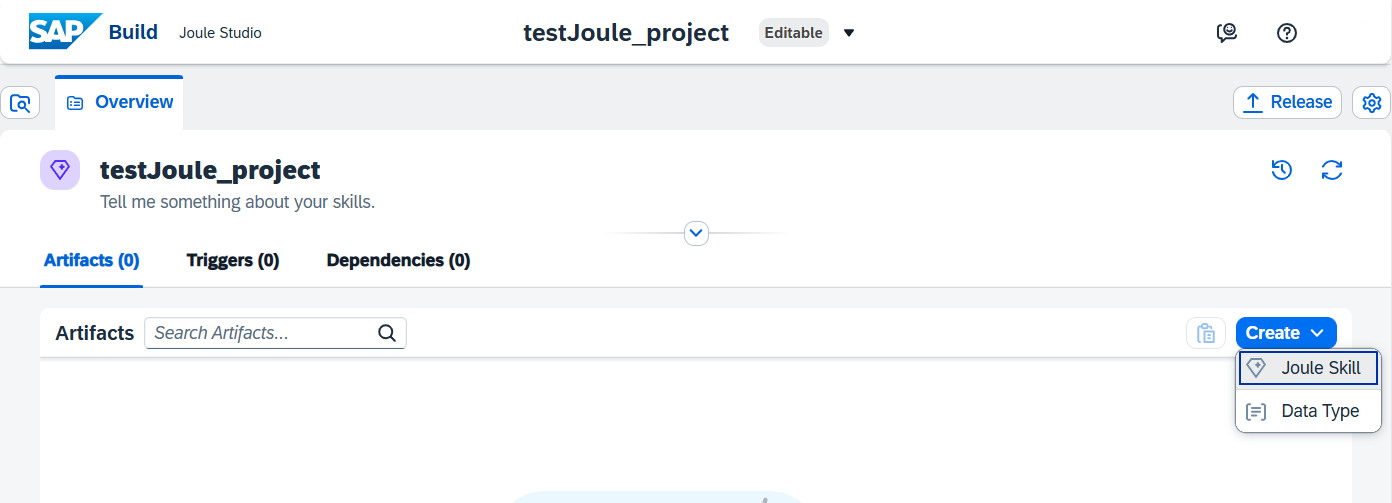 SAP Build Joule Studio testJoule_project Editable
Overview Release
testJoule_project
Tell me something about your skills.
Artifacts (0) Triggers (0) Dependencies (0)
Artifacts Search Artifacts... Create
Joule Skill
Data Type